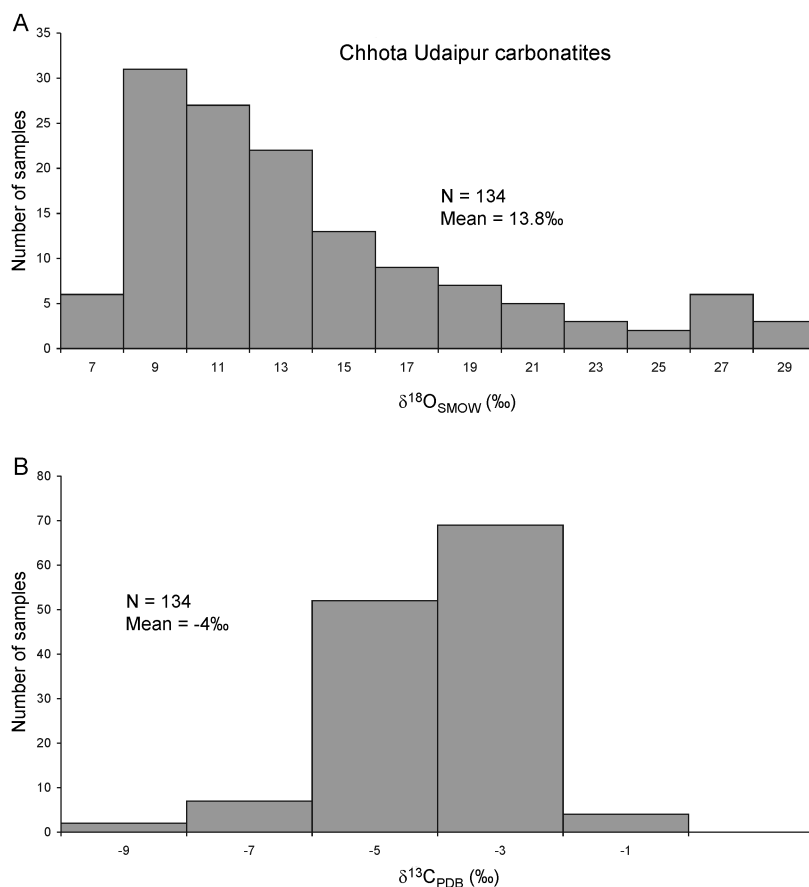 A
Chhota Udaipur carbonatites
35
30
25
20
15
10
5
0
Number of samples
N = 134
Mean = 13.8‰
7 9 11 13 15 17 19 21 23 25 27 29
δ¹⁸O_SMOW (‰)
B
80
70
60
50
40
30
20
10
0
Number of samples
N = 134
Mean = -4‰
-9 -7 -5 -3 -1
δ¹³C_PDB (‰)